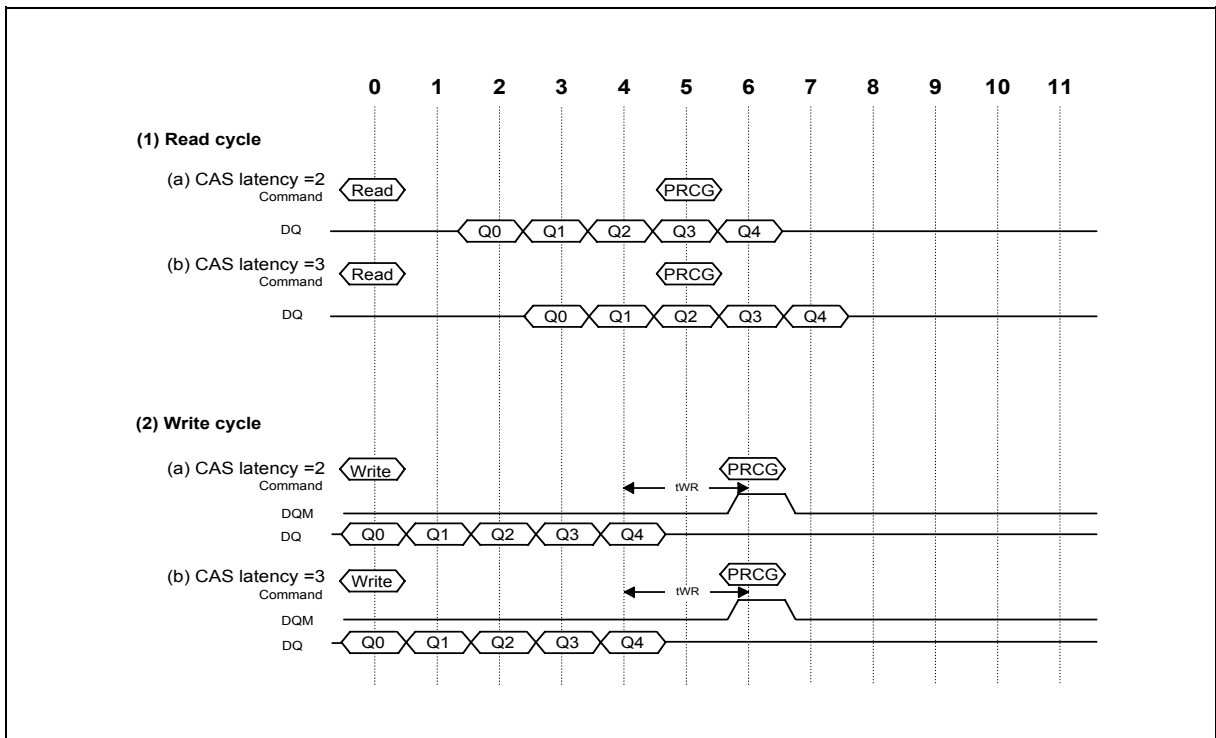 0 1 2 3 4 5 6 7 8 9 10 11
(1) Read cycle
(a) CAS latency =2
Command
Read PRCG
DQ Q0 Q1 Q2 Q3 Q4
(b) CAS latency =3
Command
Read PRCG
DQ Q0 Q1 Q2 Q3 Q4
(2) Write cycle
(a) CAS latency =2
Command
Write PRCG
tWR
DQM
DQ Q0 Q1 Q2 Q3 Q4
(b) CAS latency =3
Command
Write PRCG
tWR
DQM
DQ Q0 Q1 Q2 Q3 Q4